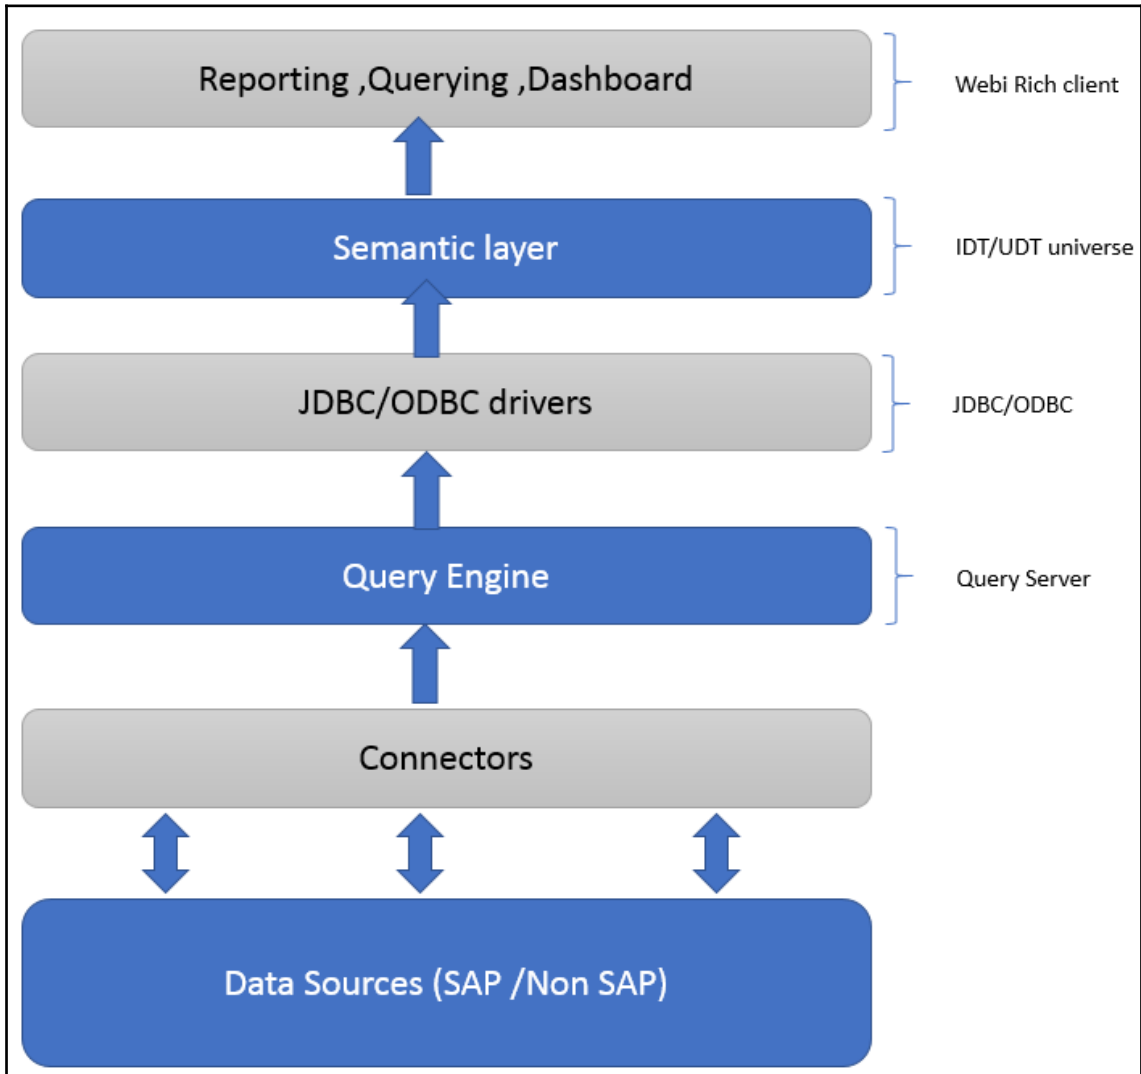 Reporting ,Querying ,Dashboard
Webi Rich client
Semantic layer
IDT/UDT universe
JDBC/ODBC drivers
JDBC/ODBC
Query Engine
Query Server
Connectors
Data Sources (SAP /Non SAP)